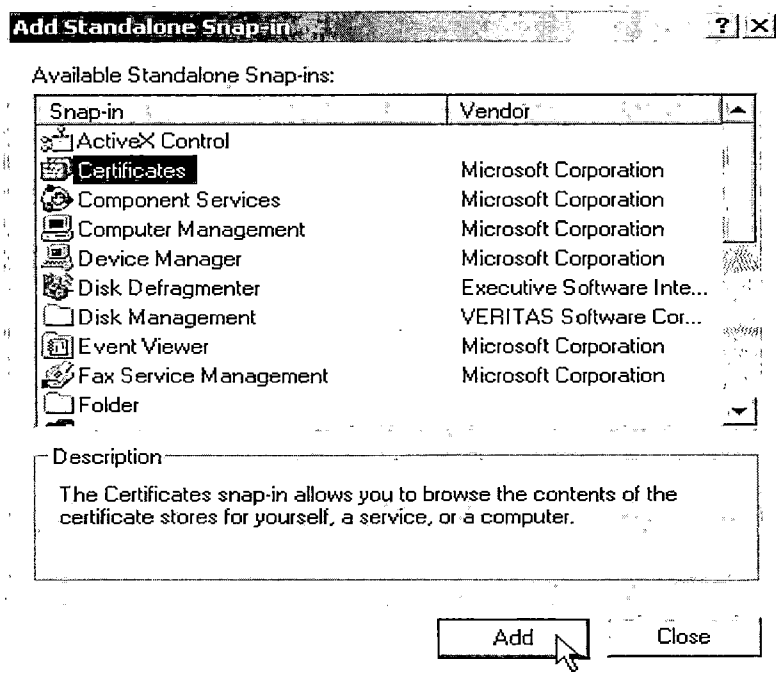 Add Standalone Snap-in
Available Standalone Snap-ins:
Snap-in Vendor
ActiveX Control
Certificates Microsoft Corporation
Component Services Microsoft Corporation
Computer Management Microsoft Corporation
Device Manager Microsoft Corporation
Disk Defragmenter Executive Software Inte...
Disk Management VERITAS Software Cor...
Event Viewer Microsoft Corporation
Fax Service Management Microsoft Corporation
Folder
Description
The Certificates snap-in allows you to browse the contents of the
certificate stores for yourself, a service, or a computer.
Add Close